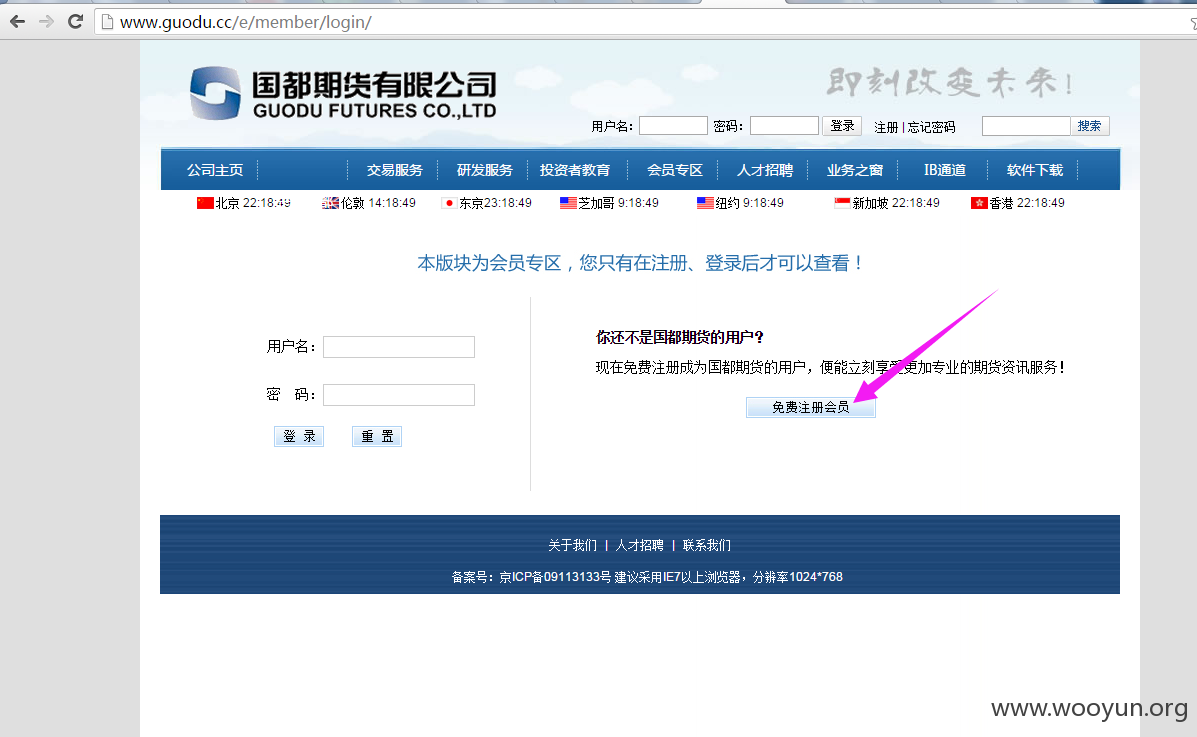 www.guodu.cc/e/member/login/
国都期货有限公司
GUODU FUTURES CO.,LTD
即刻改变未来!
用户名： 密码： 登录 注册 | 忘记密码 搜索
公司主页 交易服务 研发服务 投资者教育 会员专区 人才招聘 业务之窗 IB通道 软件下载
北京 22:18:49 伦敦 14:18:49 东京23:18:49 芝加哥 9:18:49 纽约 9:18:49 新加坡 22:18:49 香港 22:18:49
本版块为会员专区，您只有在注册、登录后才可以查看！
用户名：
密 码：
登 录 重 置
你还不是国都期货的用户？
现在免费注册成为国都期货的用户，便能立刻享受更加专业的期货资讯服务！
免费注册会员
关于我们 | 人才招聘 | 联系我们
备案号：京ICP备09113133号 建议采用IE7以上浏览器，分辨率1024*768
www.wooyun.org